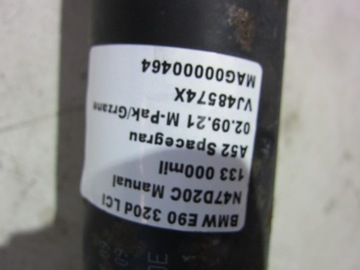 BMW E90 320d LCI
N47D20C Manual
133 000mil
A52 Spacegrau
02.09.21 M-Pak/Grzane
VJ48574X
MAG00000464